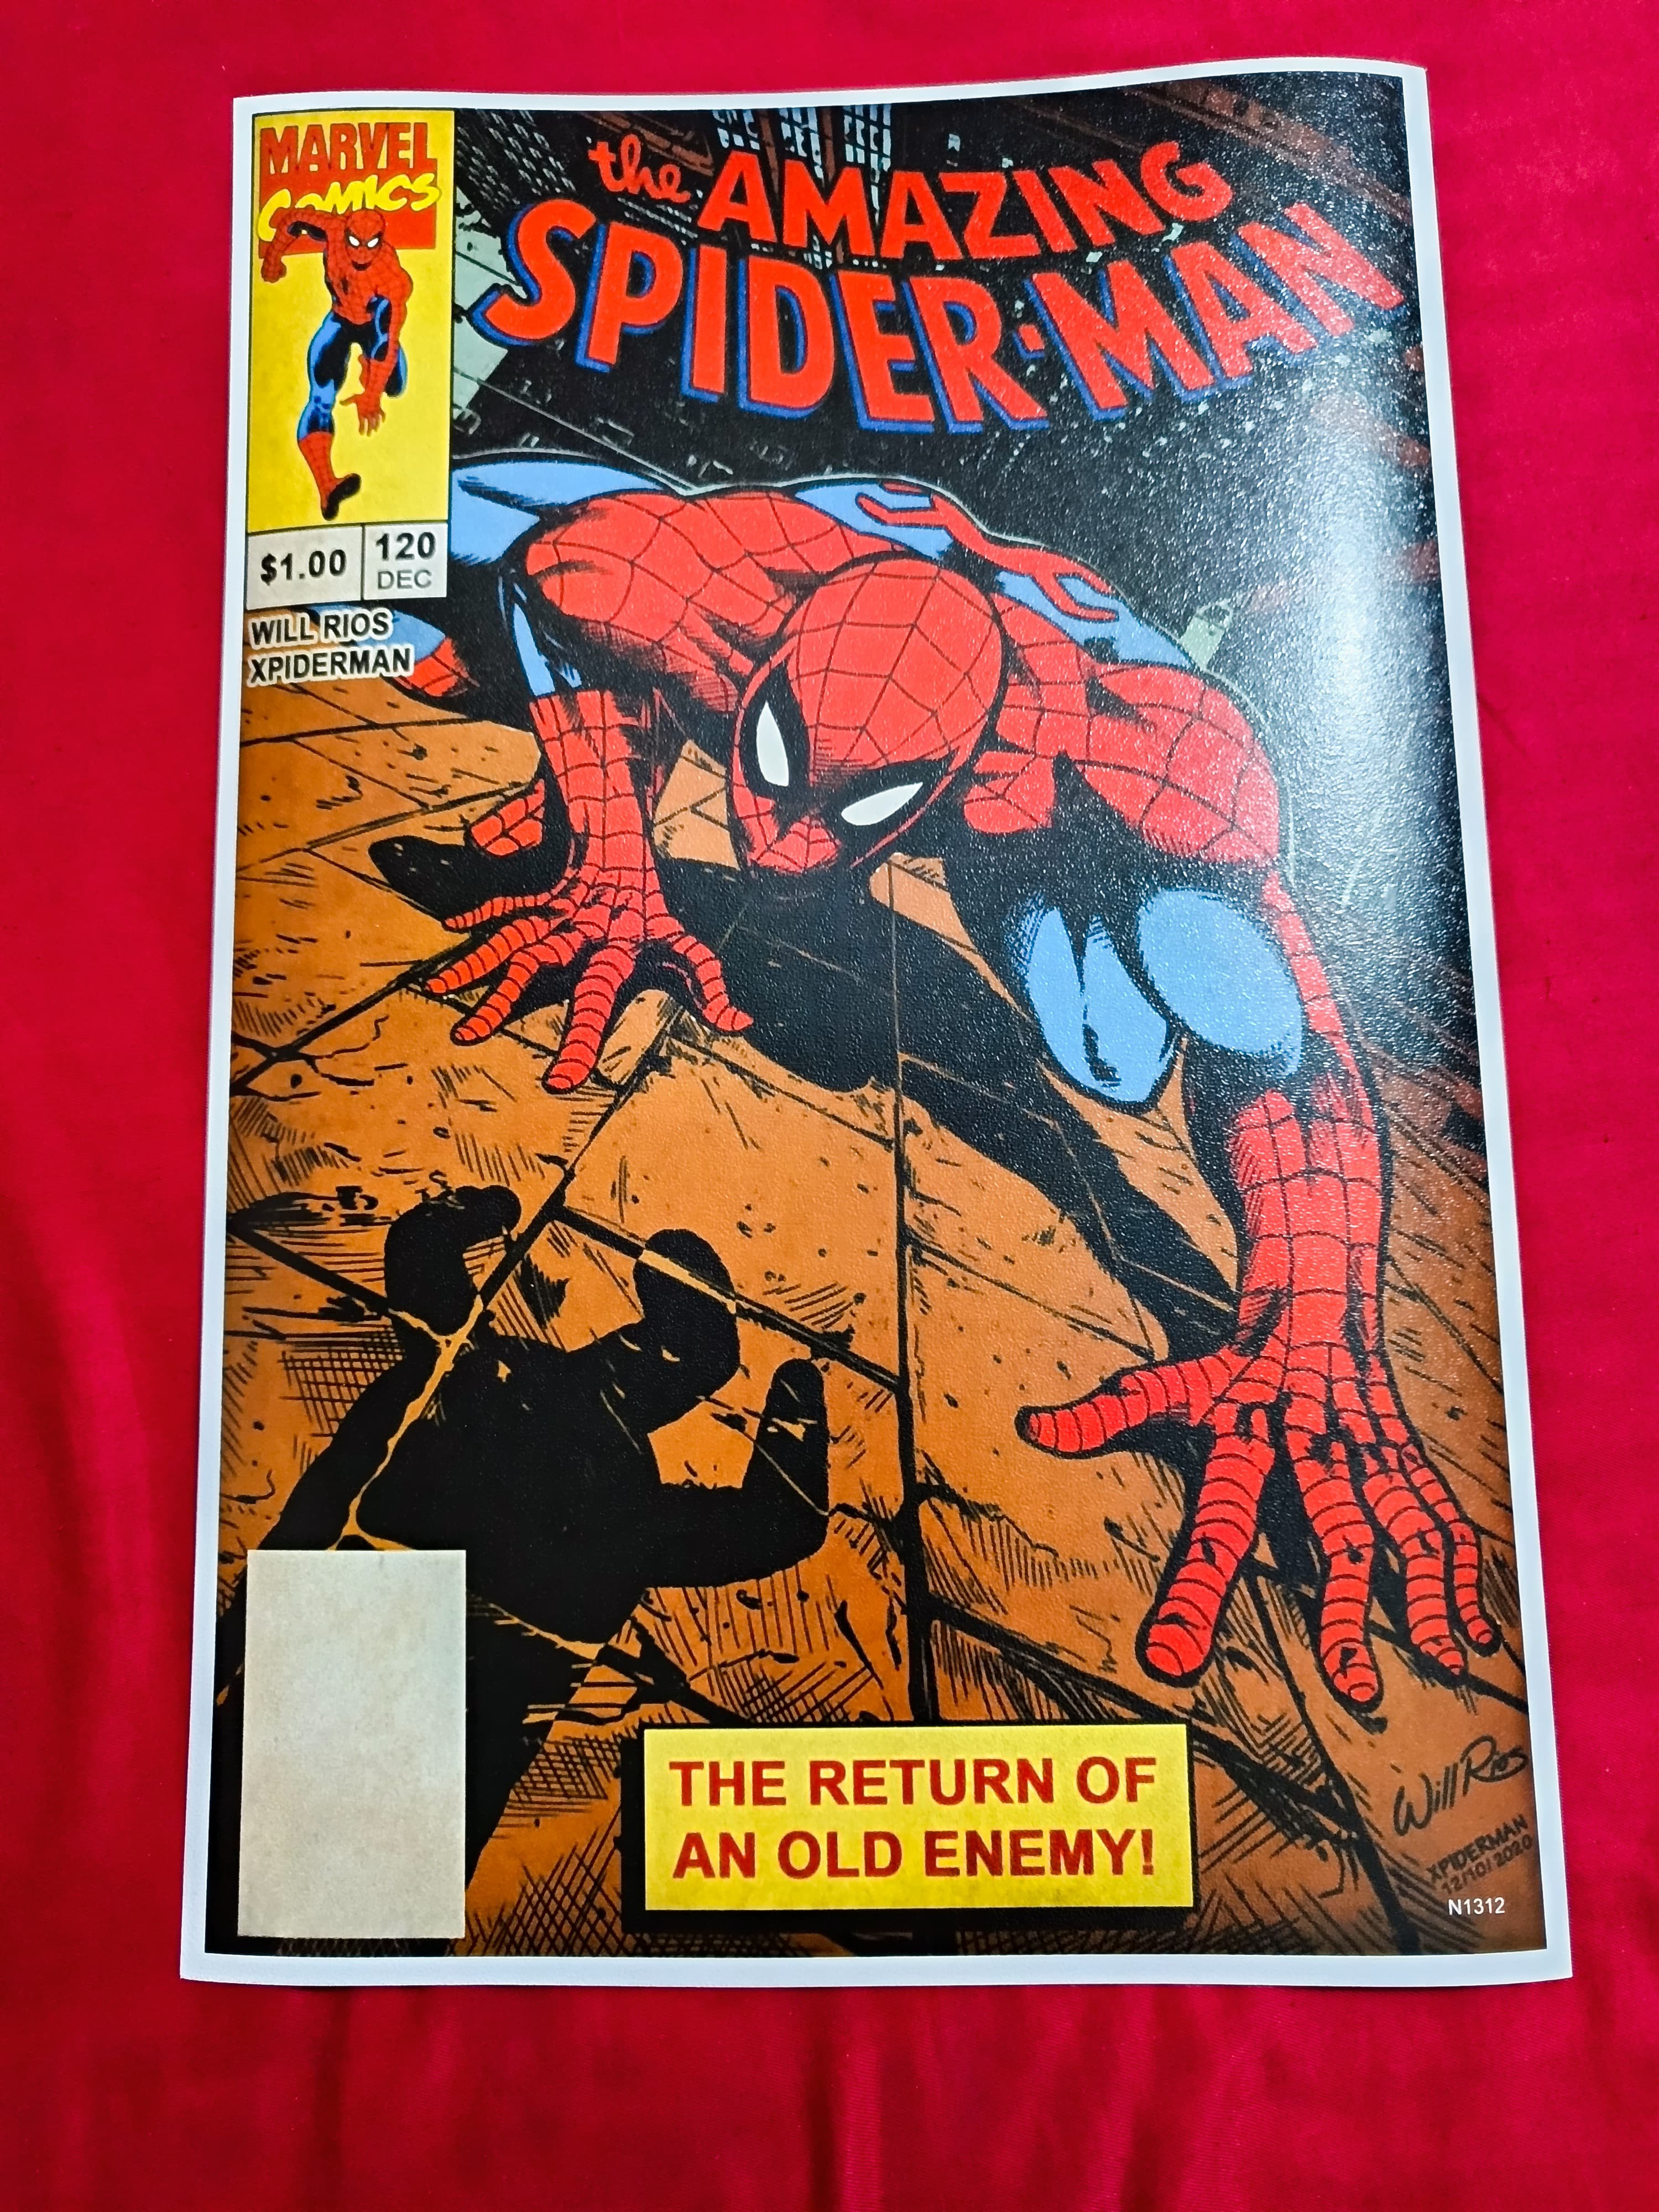 MARVEL
COMICS
the AMAZING
SPIDER-MAN
$1.00
120
DEC
WILL RIOS
XPIDERMAN
THE RETURN OF
AN OLD ENEMY!
Will Rios
XPIDERMAN
12/10/2020
N1312